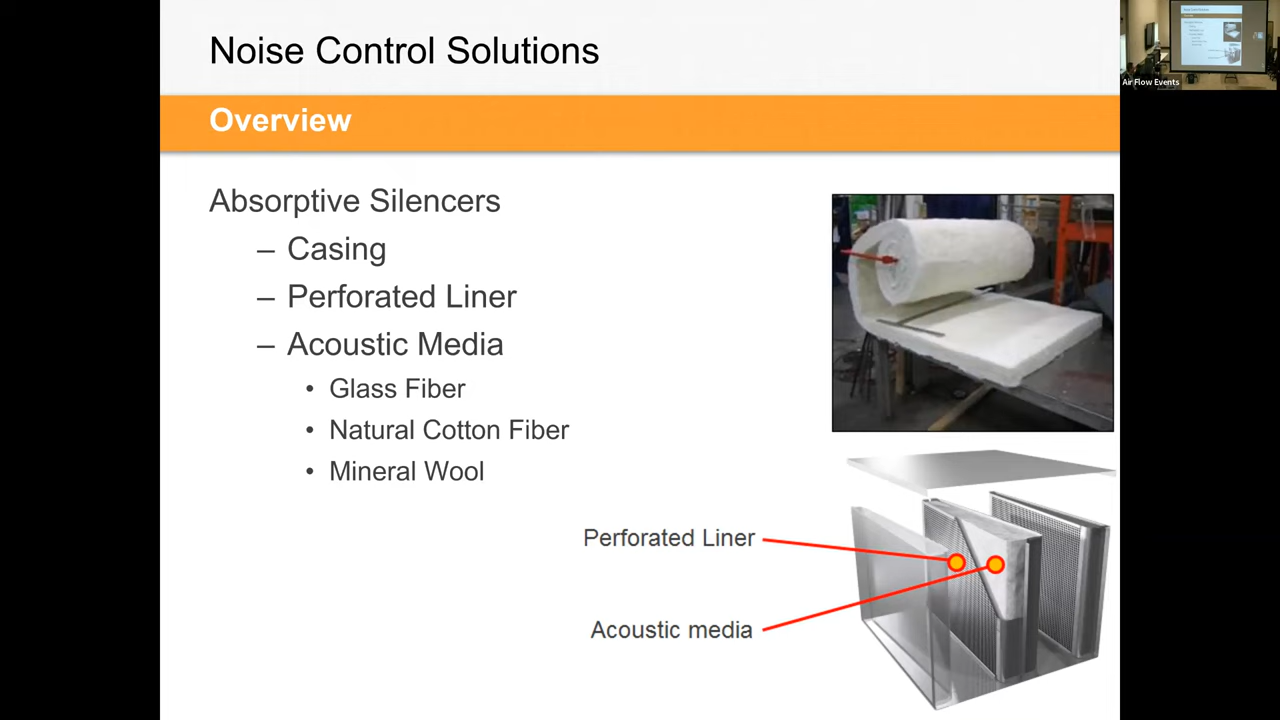 Noise Control Solutions
Overview
Absorptive Silencers
– Casing
– Perforated Liner
– Acoustic Media
• Glass Fiber
• Natural Cotton Fiber
• Mineral Wool
Perforated Liner
Acoustic media
Air Flow Events